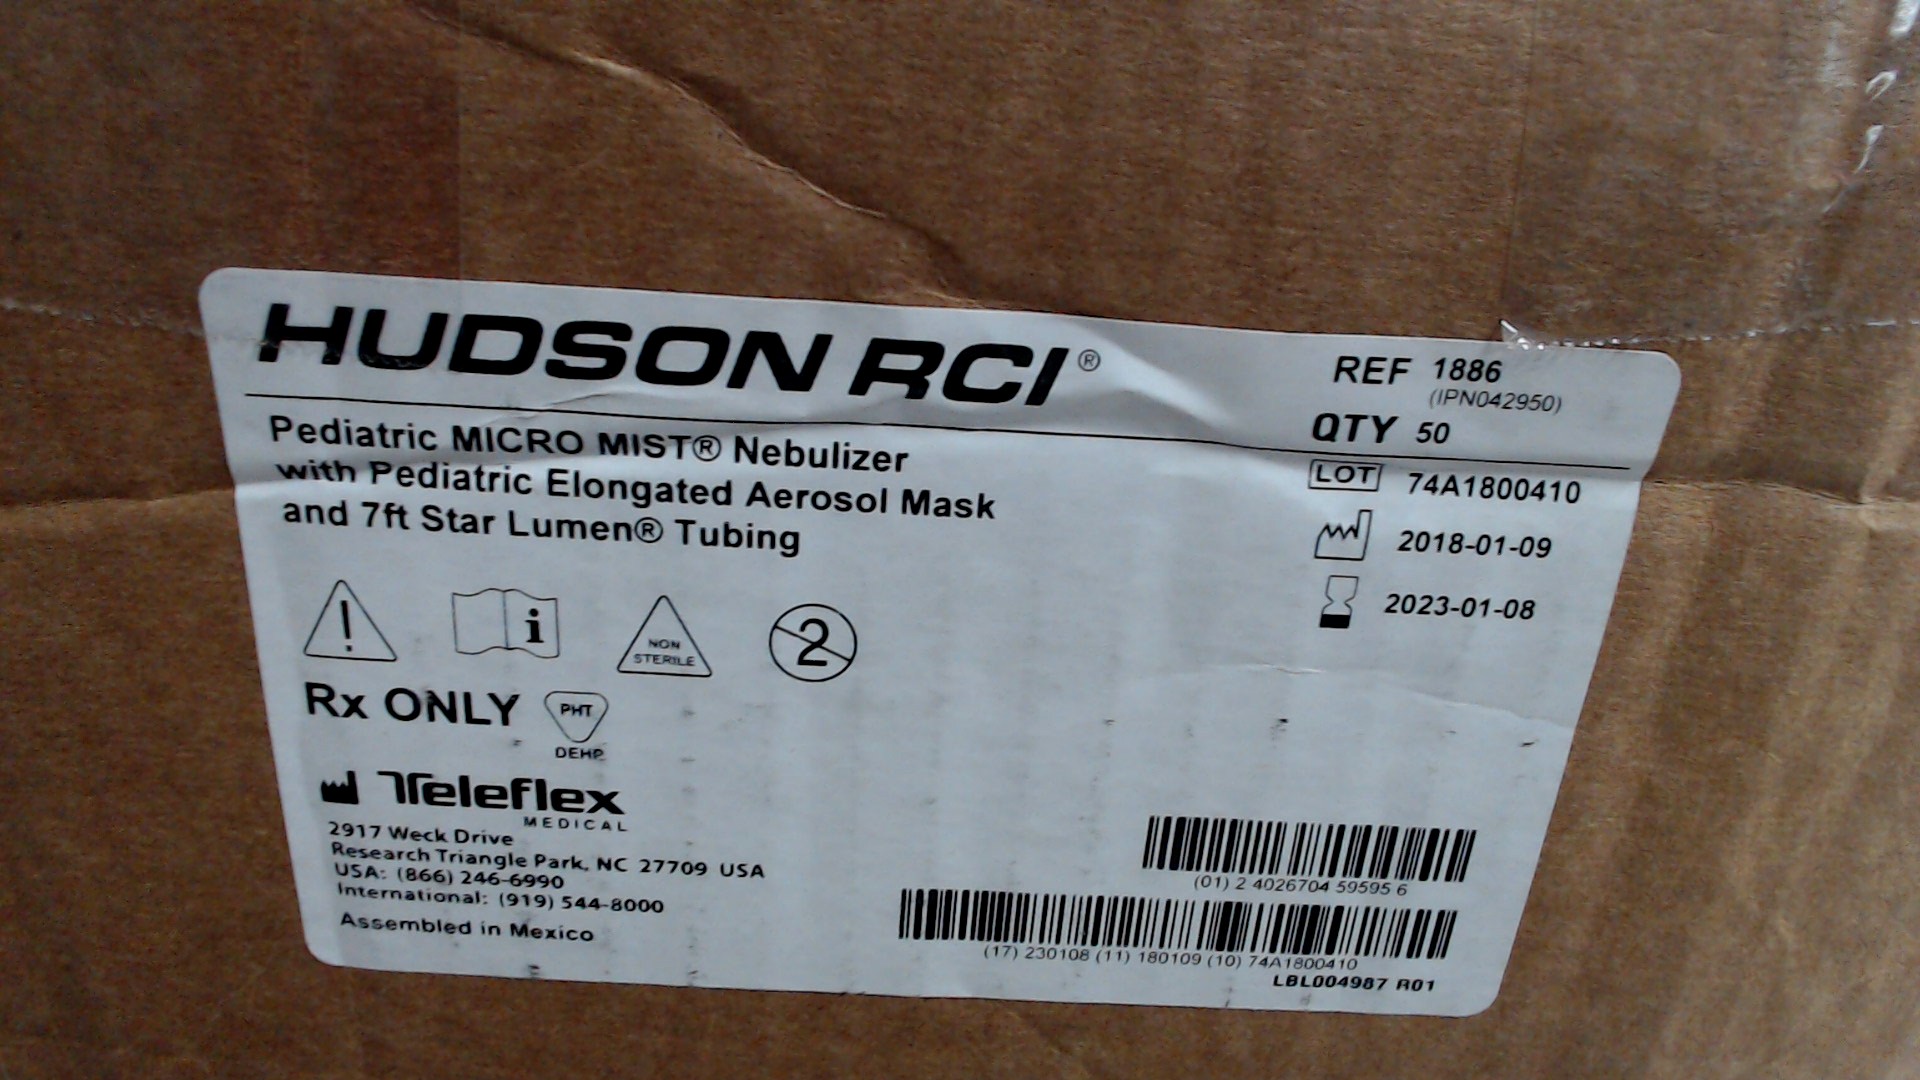 HUDSON RCI®
REF 1886
(IPN042950)
QTY 50
Pediatric MICRO MIST® Nebulizer
with Pediatric Elongated Aerosol Mask
and 7ft Star Lumen® Tubing
LOT 74A1800410
2018-01-09
2023-01-08
!
i
NON
STERILE
2
Rx ONLY
PHT
DEHP
Teleflex
MEDICAL
2917 Weck Drive
Research Triangle Park, NC 27709 USA
USA: (866) 246-6990
International: (919) 544-8000
Assembled in Mexico
(01) 2 4026704 59595 6
(17) 230108 (11) 180109 (10) 74A1800410
LBL004987 R01